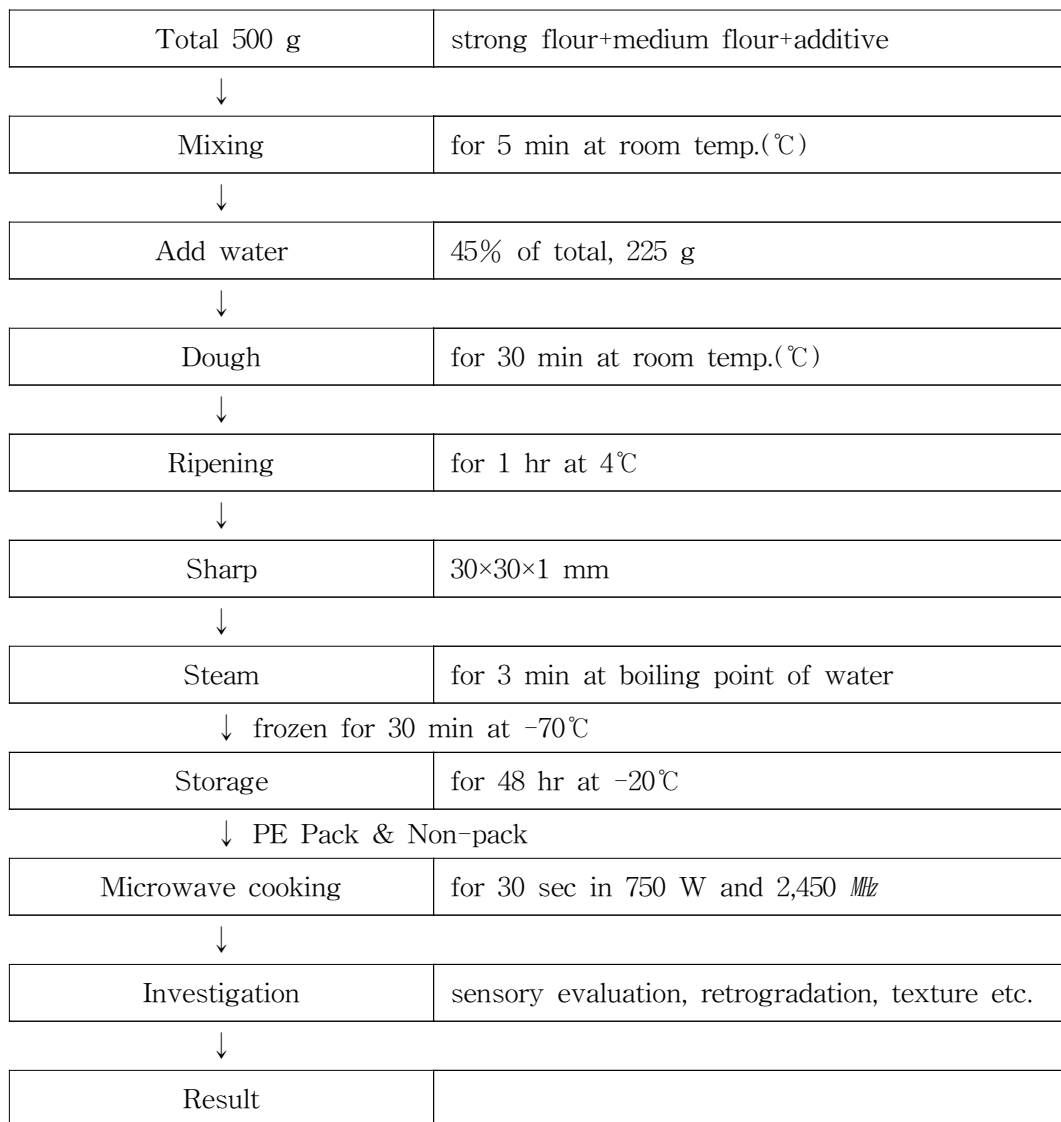 Total 500 g strong flour+medium flour+additive
↓
Mixing for 5 min at room temp.(℃)
↓
Add water 45% of total, 225 g
↓
Dough for 30 min at room temp.(℃)
↓
Ripening for 1 hr at 4℃
↓
Sharp 30×30×1 mm
↓
Steam for 3 min at boiling point of water
↓ frozen for 30 min at -70℃
Storage for 48 hr at -20℃
↓ PE Pack & Non-pack
Microwave cooking for 30 sec in 750 W and 2,450 ㎒
↓
Investigation sensory evaluation, retrogradation, texture etc.
↓
Result